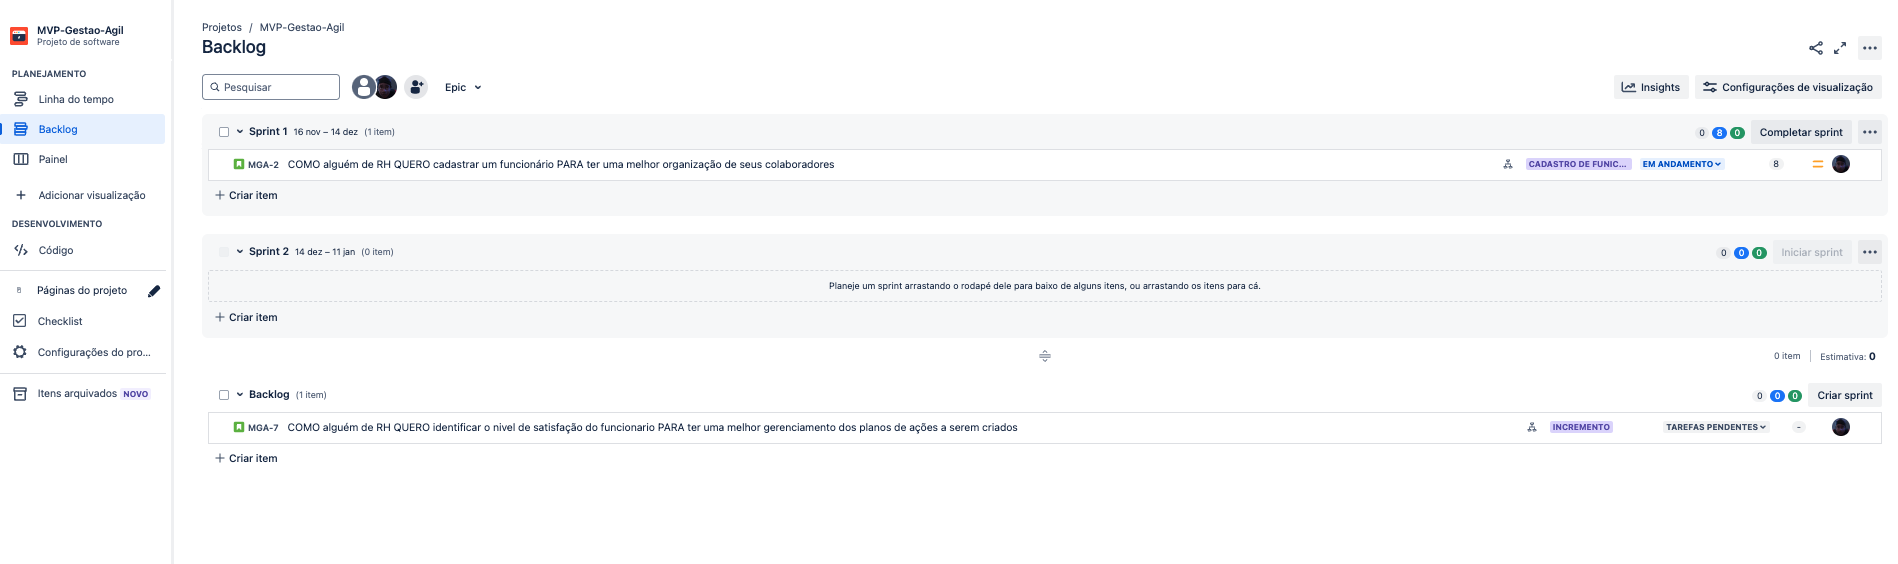 MVP-Gestao-Agil
Projeto de software
PLANEJAMENTO
Linha do tempo
Backlog
Painel
Adicionar visualização
DESENVOLVIMENTO
Código
Páginas do projeto
Checklist
Configurações do pro...
Itens arquivados NOVO
Projetos / MVP-Gestao-Agil
Backlog
Pesquisar
Epic
Insights
Configurações de visualização
Sprint 1 16 nov – 14 dez (1 item)
0 8 0 Completar sprint
MGA-2 COMO alguém de RH QUERO cadastrar um funcionário PARA ter uma melhor organização de seus colaboradores
CADASTRO DE FUNIC... EM ANDAMENTO 8
Criar item
Sprint 2 14 dez – 11 jan (0 item)
0 0 0 Iniciar sprint
Planeje um sprint arrastando o rodapé dele para baixo de alguns itens, ou arrastando os itens para cá.
Criar item
0 item Estimativa: 0
Backlog (1 item)
0 0 0 Criar sprint
MGA-7 COMO alguém de RH QUERO identificar o nivel de satisfação do funcionario PARA ter uma melhor gerenciamento dos planos de ações a serem criados
INCREMENTO TAREFAS PENDENTES -
Criar item